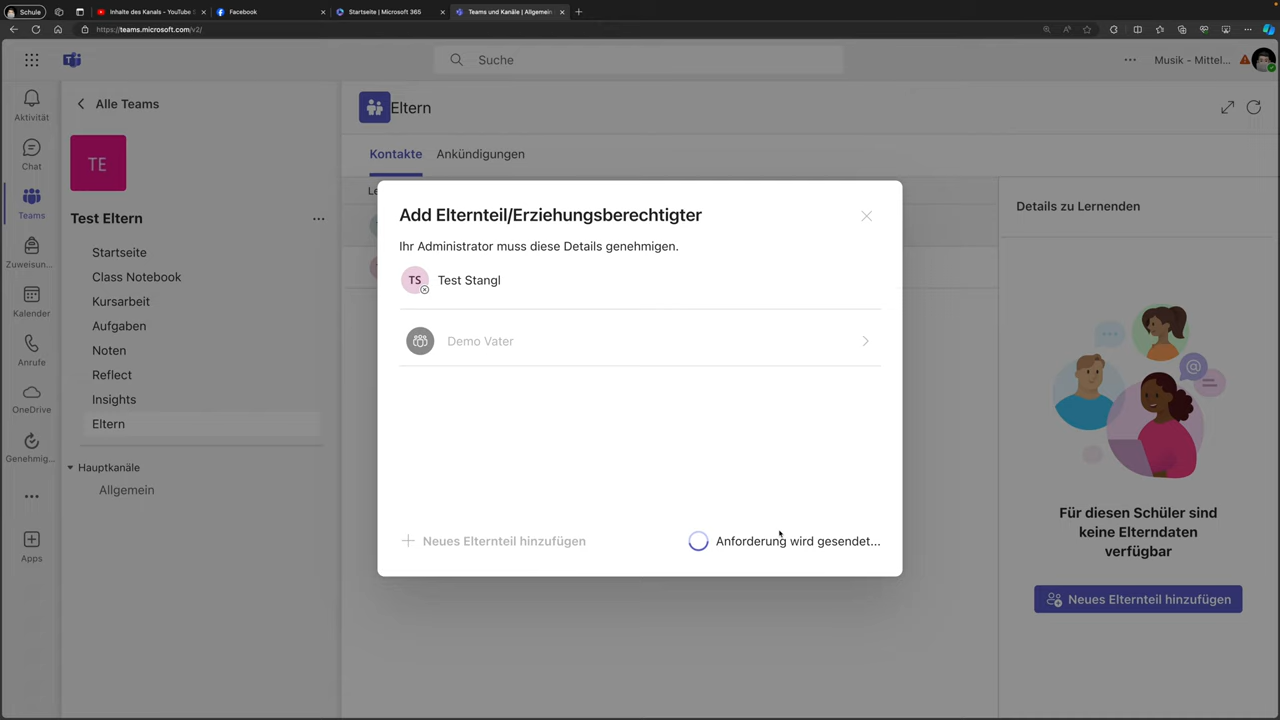 Schule
Inhalte des Kanals - YouTube
Facebook
Startseite | Microsoft 365
Teams und Kanäle | Allgemein
https://teams.microsoft.com/v2/
Suche
Musik - Mittel...
Aktivität
Chat
Teams
Zuweisun...
Kalender
Anrufe
OneDrive
Genehmig...
Apps
Alle Teams
TE
Test Eltern
Startseite
Class Notebook
Kursarbeit
Aufgaben
Noten
Reflect
Insights
Eltern
Hauptkanäle
Allgemein
Eltern
Kontakte
Ankündigungen
Le
Add Elternteil/Erziehungsberechtigter
Ihr Administrator muss diese Details genehmigen.
TS
Test Stangl
Demo Vater
Neues Elternteil hinzufügen
Anforderung wird gesendet...
Details zu Lernenden
Für diesen Schüler sind
keine Elterndaten
verfügbar
Neues Elternteil hinzufügen